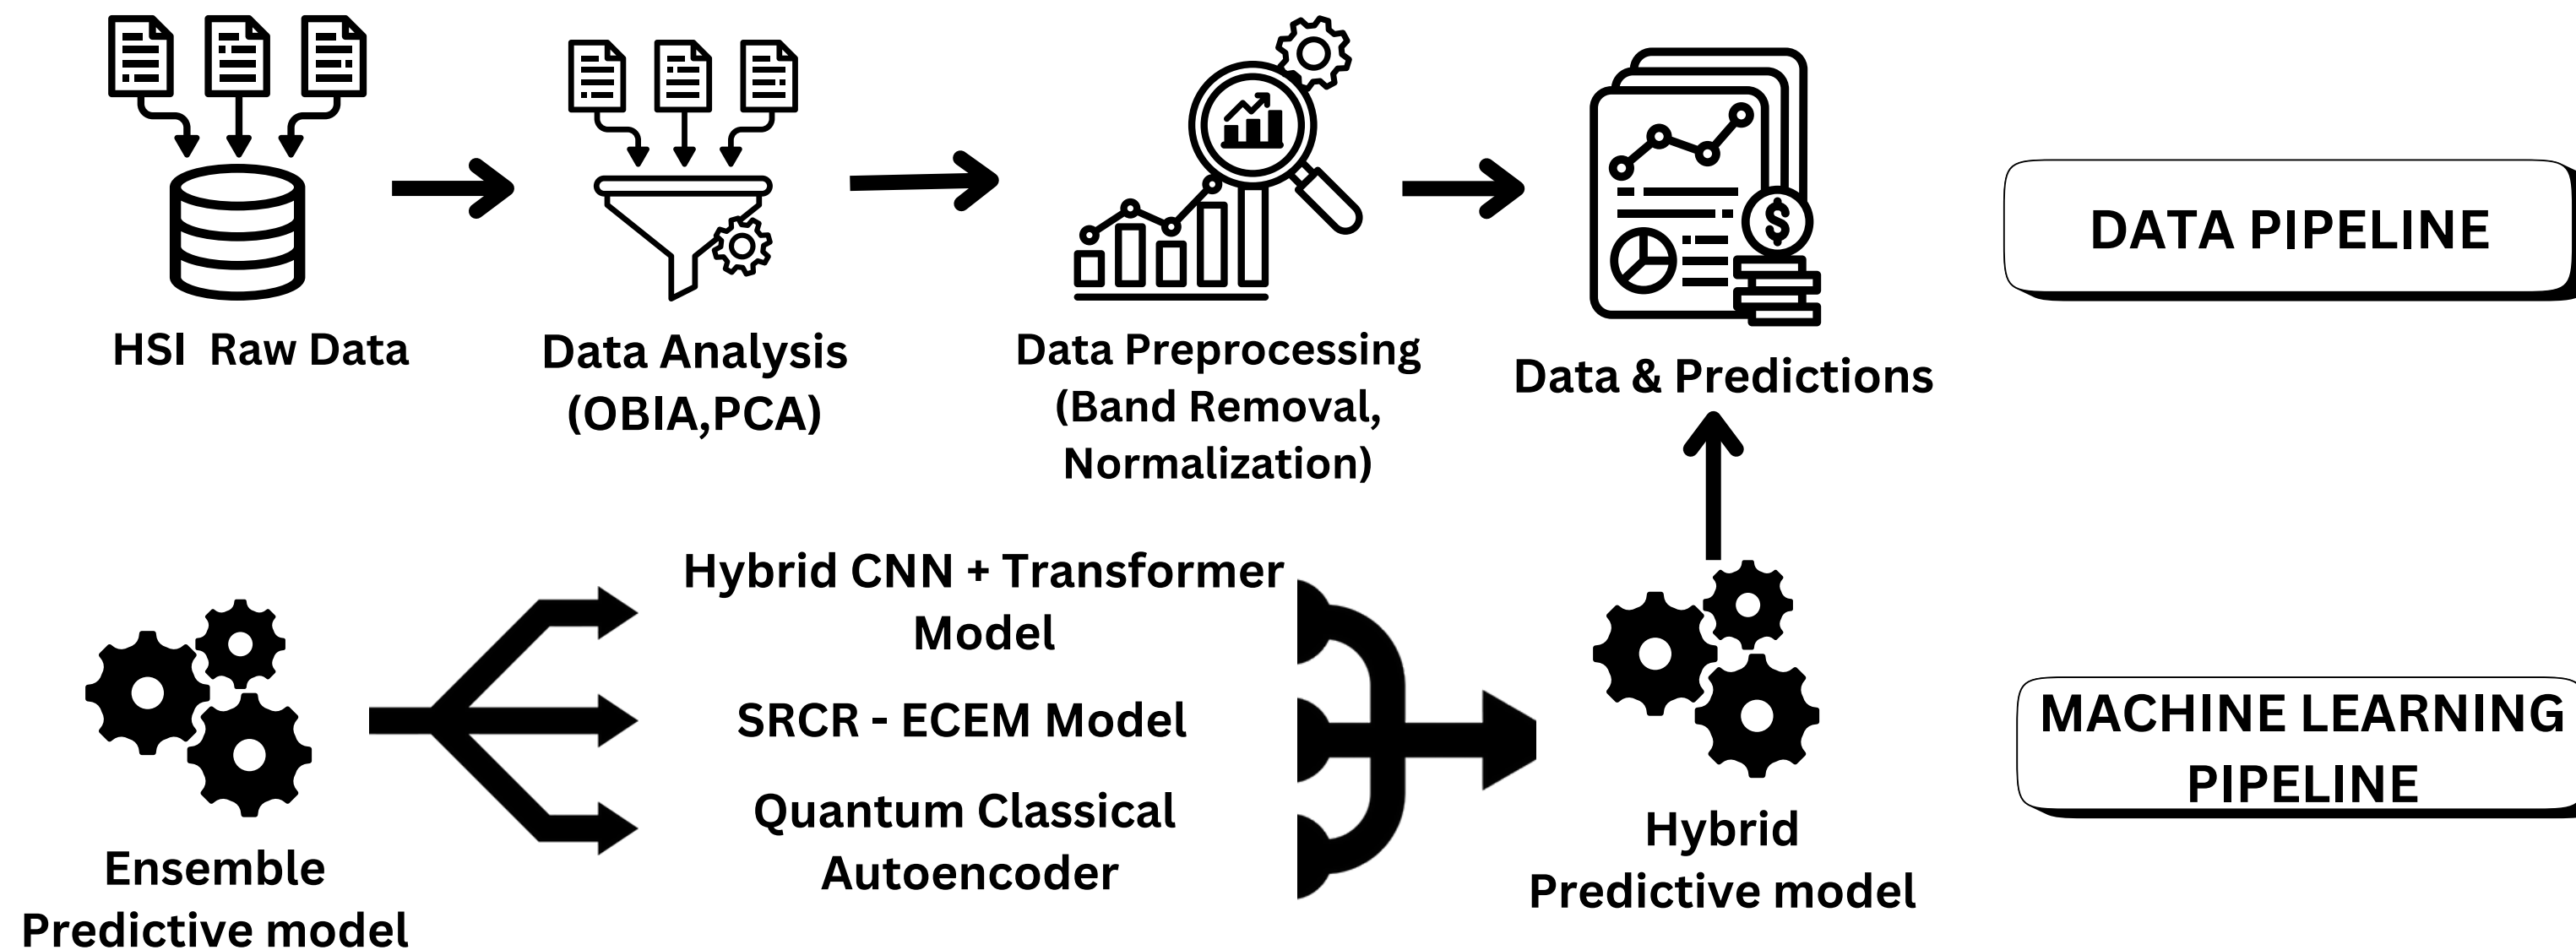 HSI  Raw Data
Data Analysis
(OBIA,PCA)
Data Preprocessing
(Band Removal,
Normalization)
$
Data & Predictions
DATA PIPELINE
Ensemble
Predictive model
Hybrid CNN + Transformer
Model
SRCR - ECEM Model
Quantum Classical
Autoencoder
Hybrid
Predictive model
MACHINE LEARNING
PIPELINE